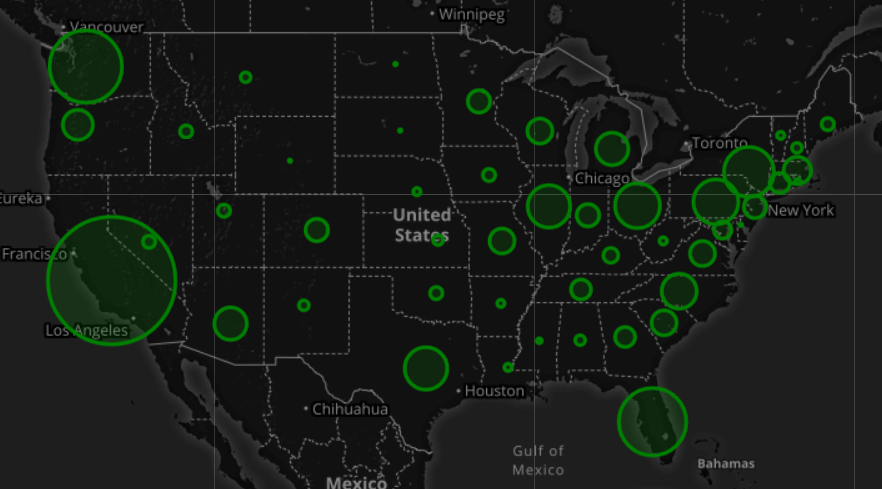 Winnipeg
Vancouver
Toronto
Chicago
Eureka
New York
United
States
Francisco
Los Angeles
Houston
Chihuahua
Gulf of
Mexico
Bahamas
Mexico